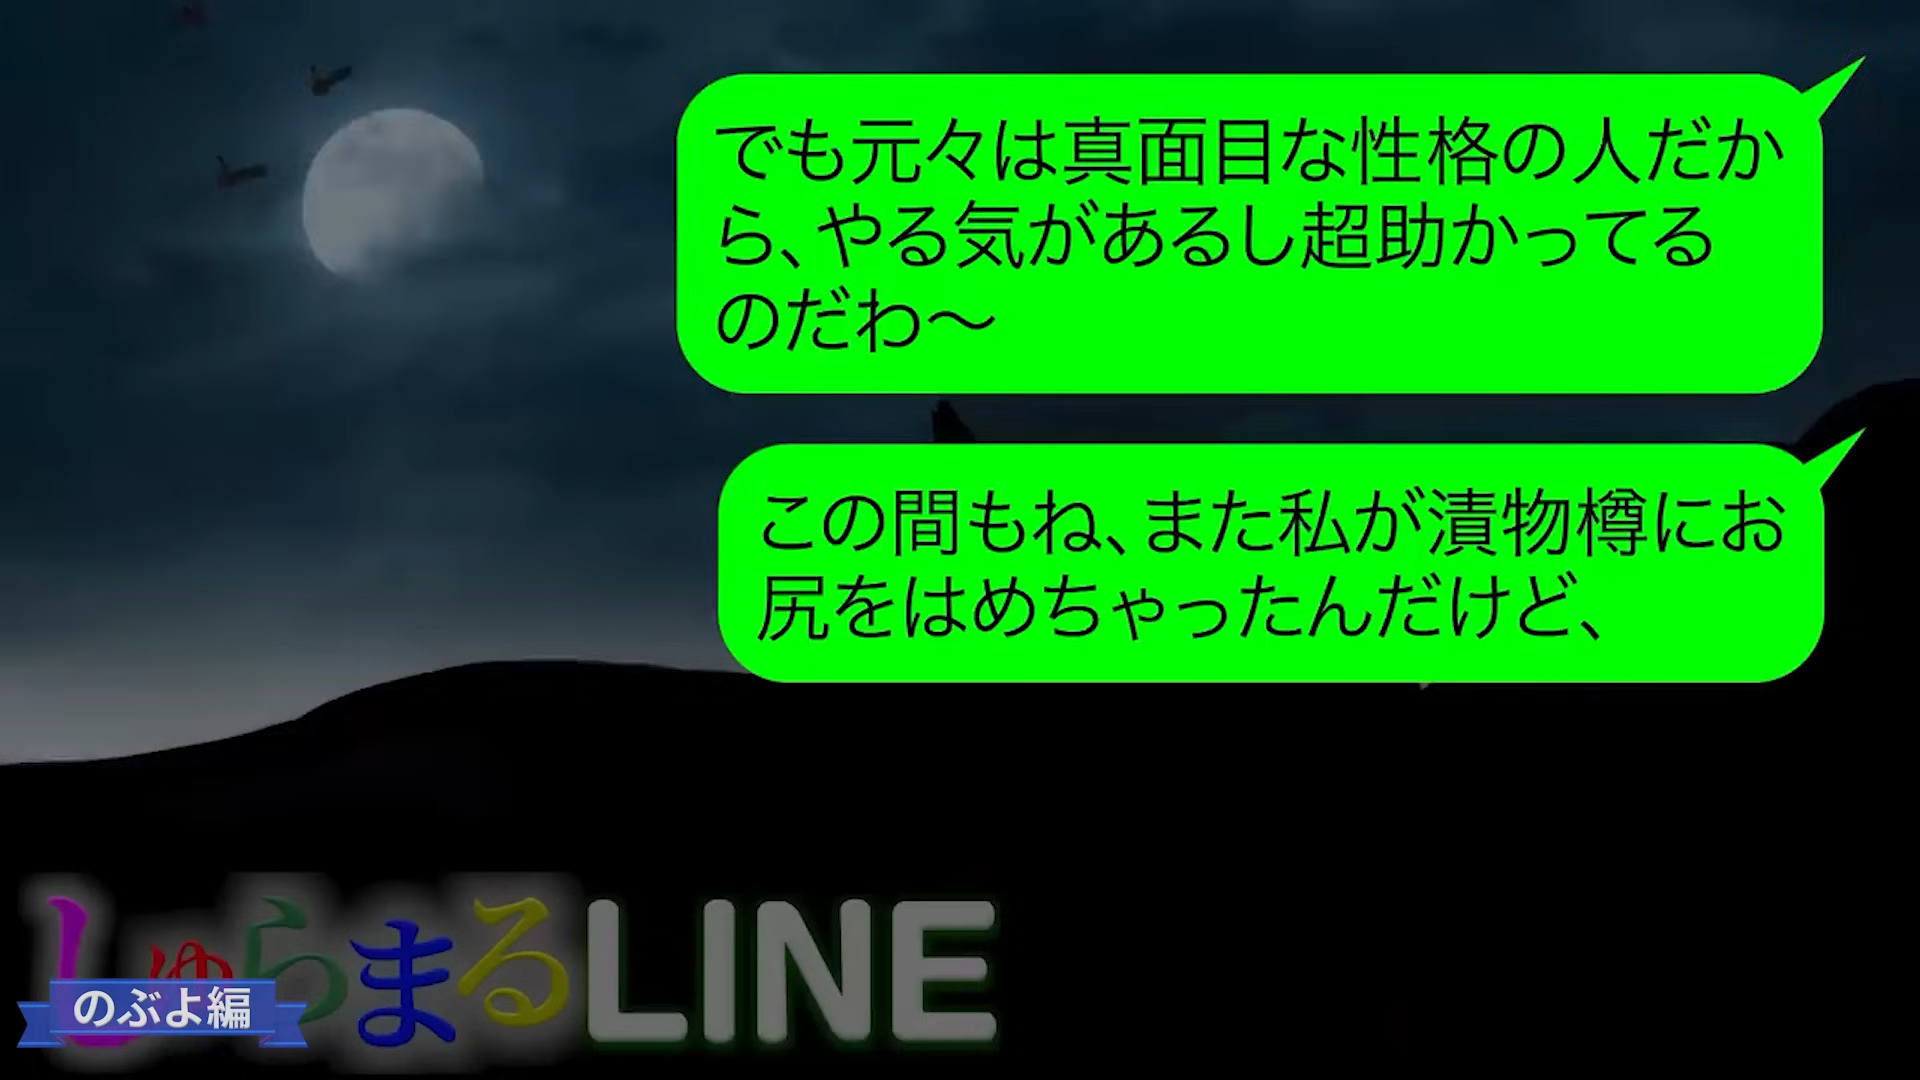 でも元々は真面目な性格の人だか
ら、やる気があるし超助かってる
のだわ〜
この間もね、また私が漬物樽にお
尻をはめちゃったんだけど、
しゅらまるLINE
のぶよ編